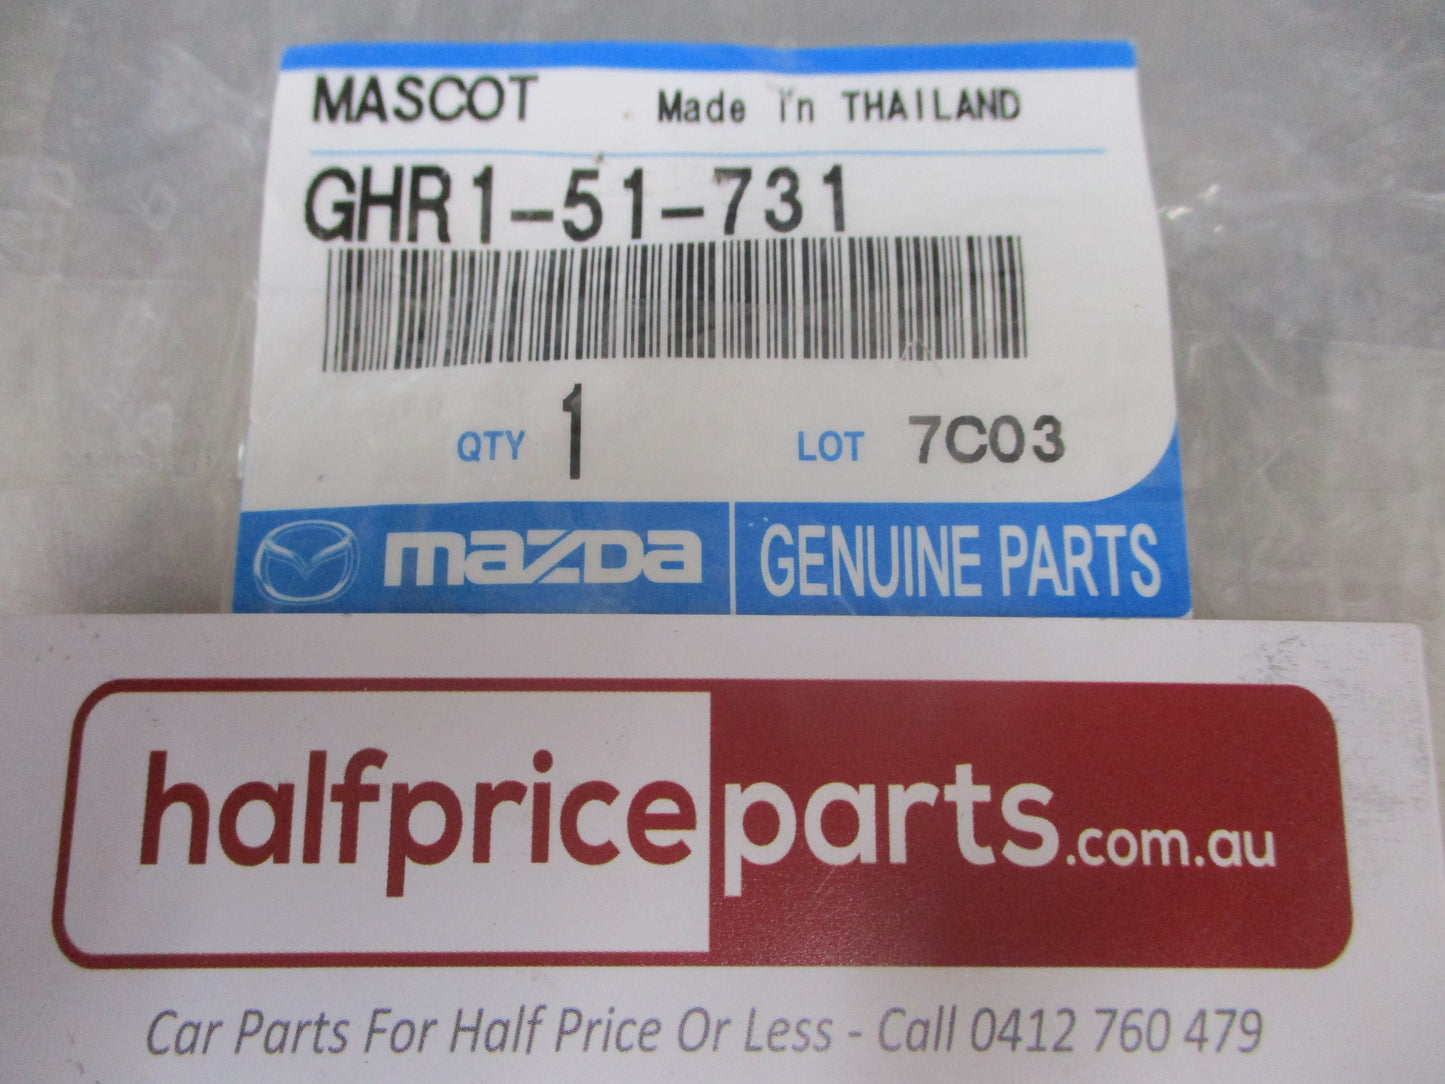 MASCOT Made in THAILAND
GHR1-51-731
QTY 1 LOT 7C03
mazda GENUINE PARTS
halfpriceparts.com.au
Car Parts For Half Price Or Less - Call 0412 760 479